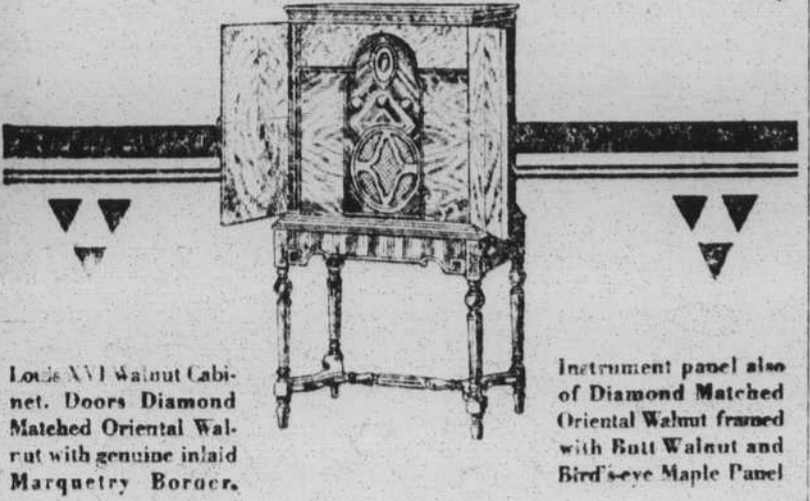 Louis XVI Walnut Cabi-
net. Doors Diamond
Matched Oriental Wal-
nut with genuine inlaid
Marquetry Border.
Instrument panel also
of Diamond Matched
Oriental Walnut framed
with Butt Walnut and
Bird's-eye Maple Panel